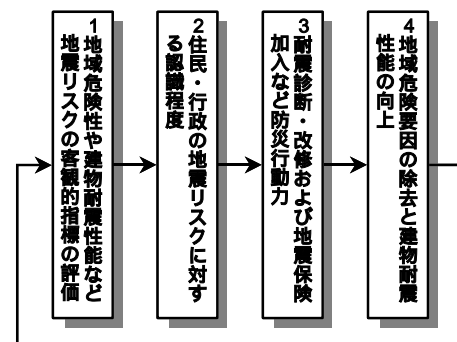 1地域危険性や建物耐震性能など
地震リスクの客観的指標の評価
2住民・行政の地震リスクに対す
る認識程度
3耐震診断・改修および地震保険
加入など防災行動力
4地域危険要因の除去と建物耐震
性能の向上